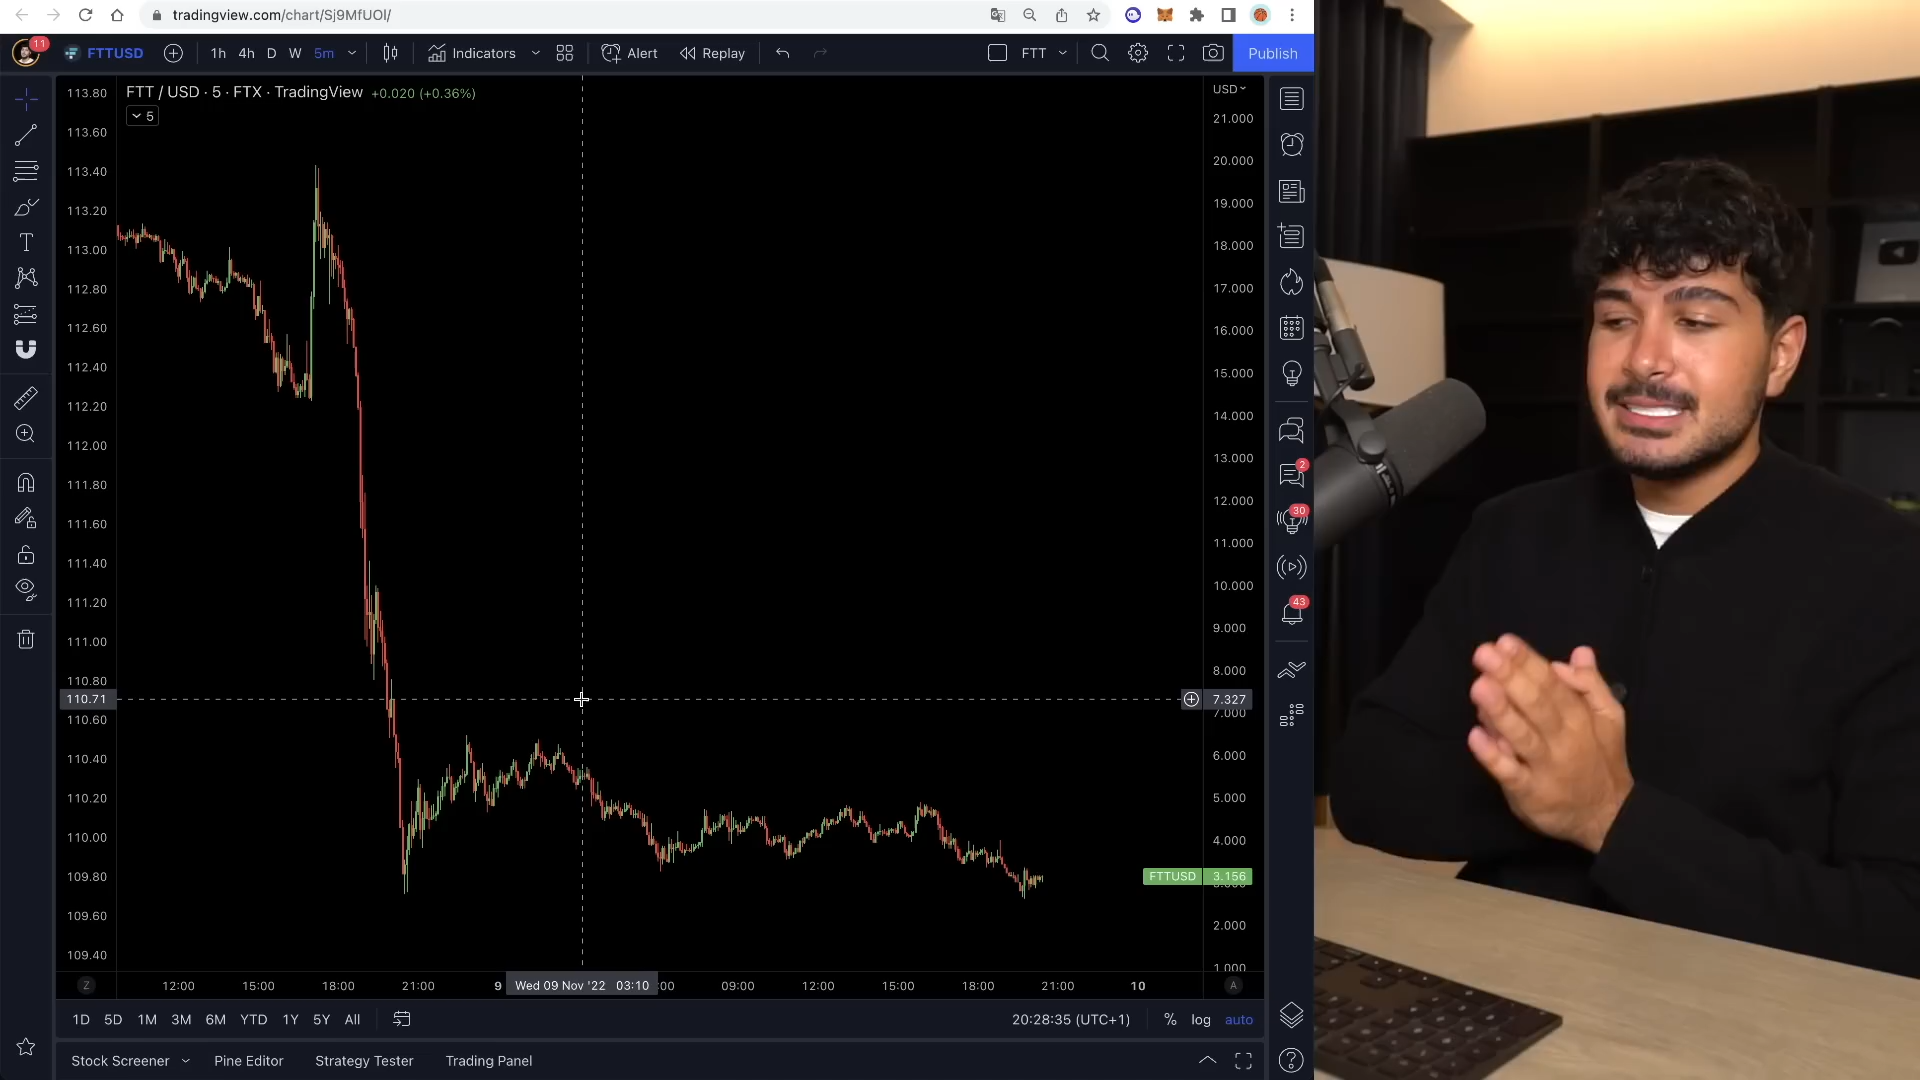 tradingview.com/chart/Sj9MfUOI/
11
FTTUSD
1h 4h D W 5m
Indicators
Alert
Replay
FTT
Publish
FTT / USD · 5 · FTX · TradingView +0.020 (+0.36%)
5
USD
113.80
113.60
113.40
113.20
113.00
112.80
112.60
112.40
112.20
112.00
111.80
111.60
111.40
111.20
111.00
110.80
110.71
110.60
110.40
110.20
110.00
109.80
109.60
109.40
21.000
20.000
19.000
18.000
17.000
16.000
15.000
14.000
13.000
12.000
11.000
10.000
9.000
8.000
7.327
7.000
6.000
5.000
4.000
FTTUSD 3.156
2.000
1.000
2
30
43
Z
12:00 15:00 18:00 21:00 9 Wed 09 Nov '22 03:10 :00 09:00 12:00 15:00 18:00 21:00 10
A
1D 5D 1M 3M 6M YTD 1Y 5Y All
20:28:35 (UTC+1) % log auto
Stock Screener Pine Editor Strategy Tester Trading Panel